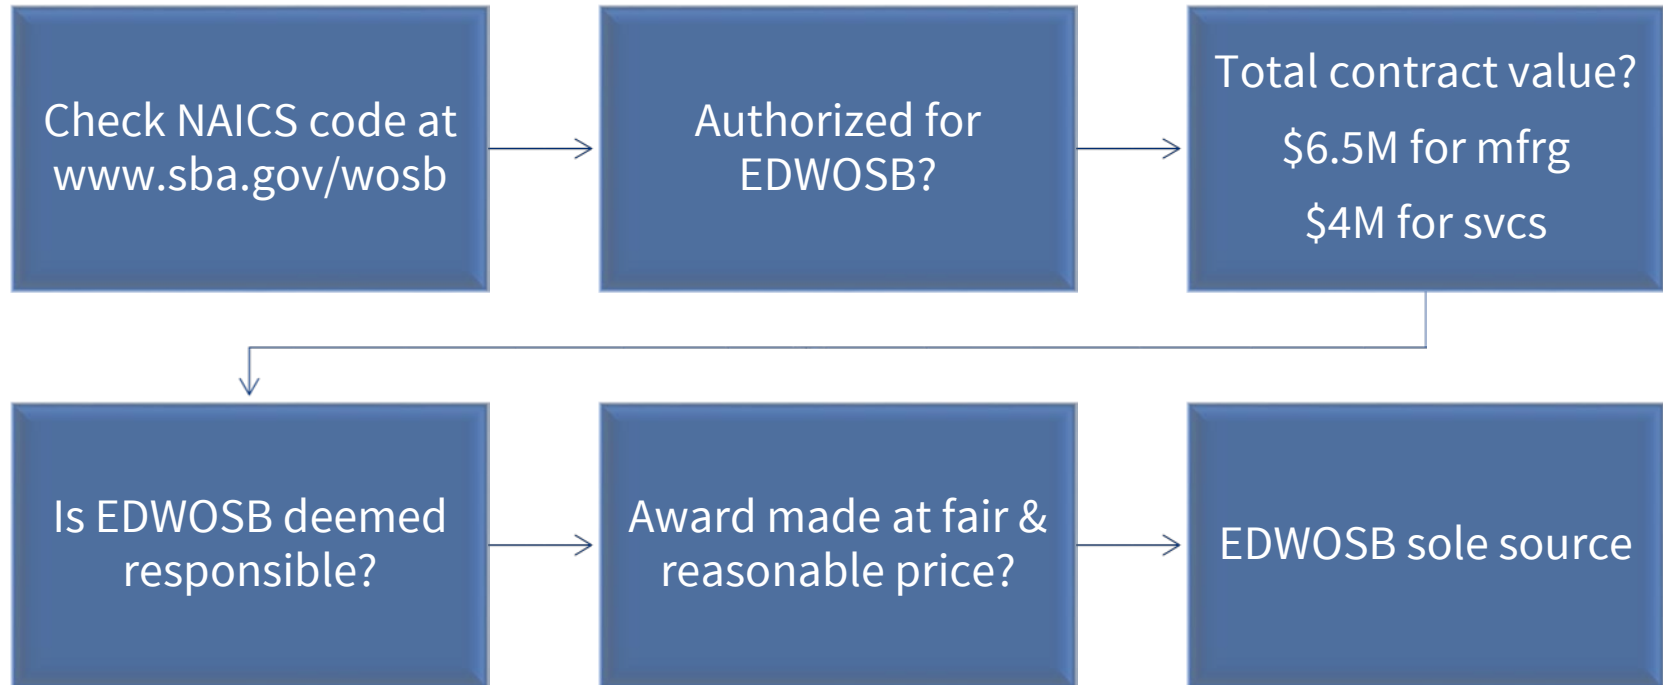 Check NAICS code at
www.sba.gov/wosb
Authorized for
EDWOSB?
Total contract value?
$6.5M for mfrg
$4M for svcs
Is EDWOSB deemed
responsible?
Award made at fair &
reasonable price?
EDWOSB sole source